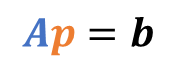 Ap = b